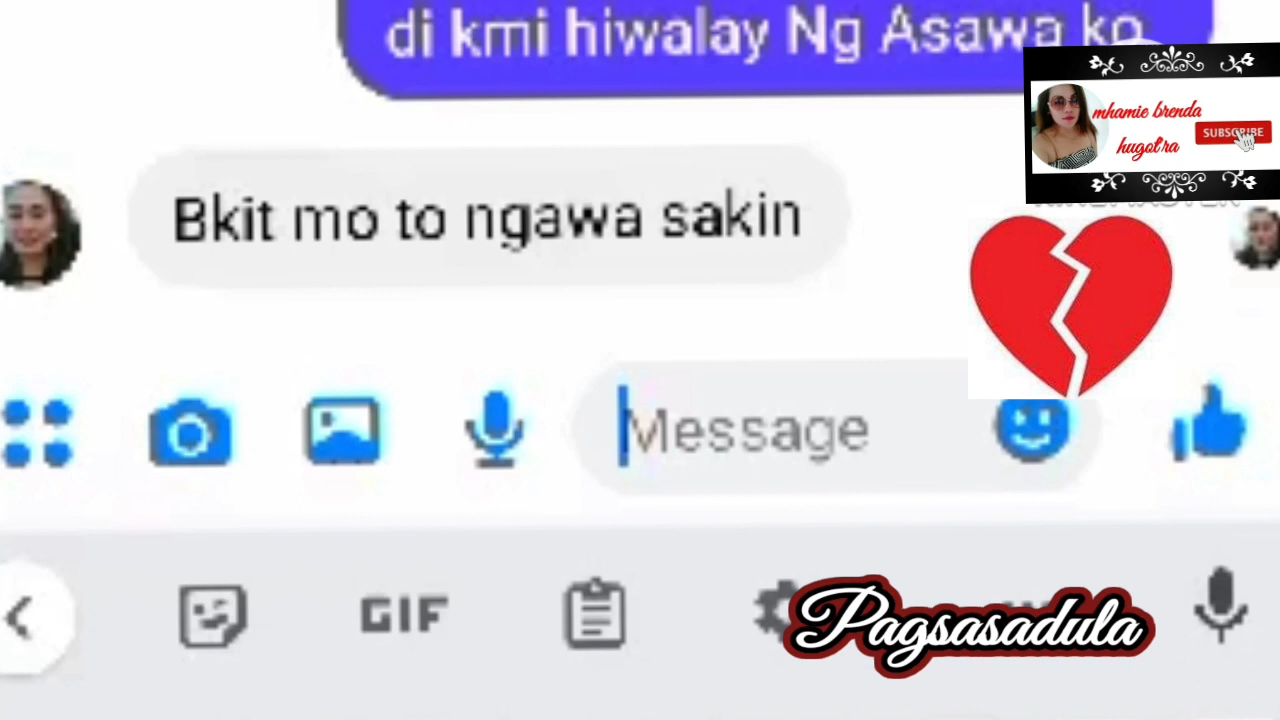 di kmi hiwalay Ng Asawa ko
mhamie brenda
hugot'ra
SUBSCRIBE
Bkit mo to ngawa sakin
Message
GIF
Pagsasadula